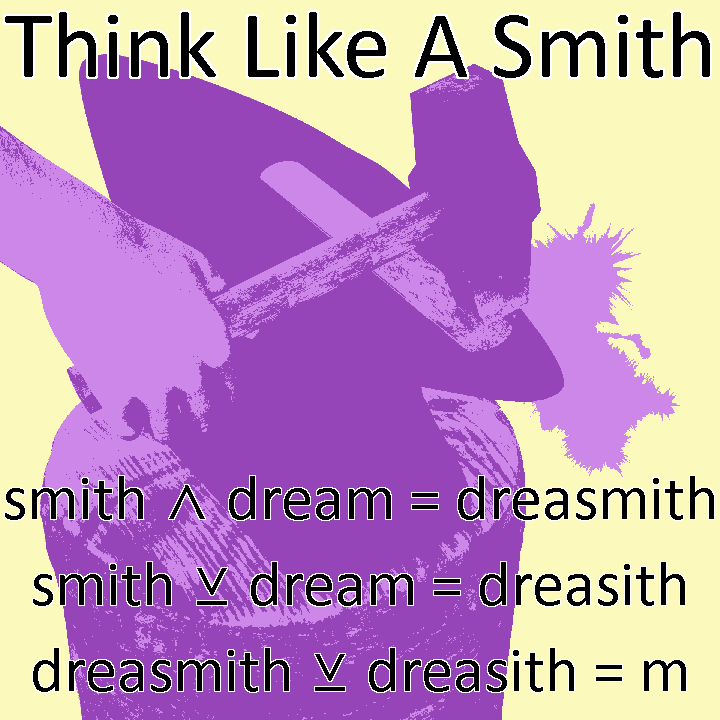 Think Like A Smith
smith ∧ dream = dreasmith
smith ⊻ dream = dreasith
dreasmith ⊻ dreasith = m